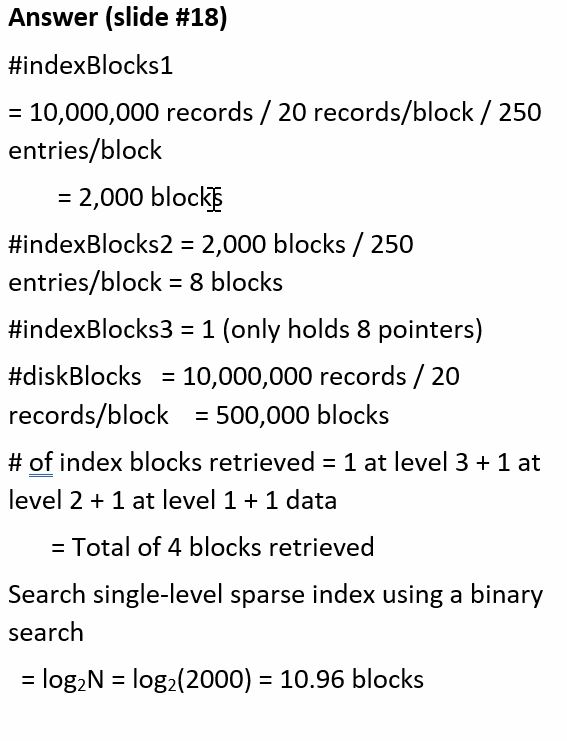 Answer (slide #18)
#indexBlocks1
= 10,000,000 records / 20 records/block / 250
entries/block
= 2,000 blocks
#indexBlocks2 = 2,000 blocks / 250
entries/block = 8 blocks
#indexBlocks3 = 1 (only holds 8 pointers)
#diskBlocks = 10,000,000 records / 20
records/block = 500,000 blocks
# of index blocks retrieved = 1 at level 3 + 1 at
level 2 + 1 at level 1 + 1 data
= Total of 4 blocks retrieved
Search single-level sparse index using a binary
search
= log₂N = log₂(2000) = 10.96 blocks